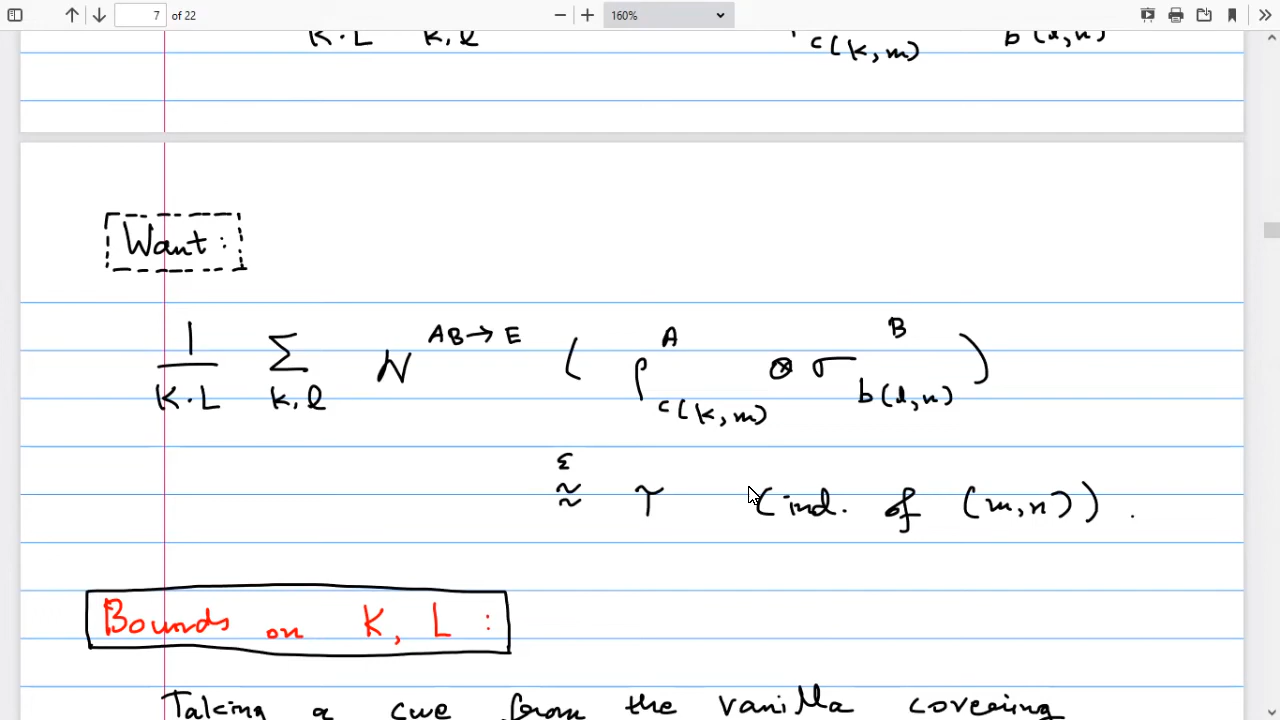 7 of 22 160%
K·L k,l c(k,m) b(l,n)
Want:
1/K·L Σ k,l N^{AB→E} ( ρ^A_{c(k,m)} ⊗ σ^B_{b(l,n)} )
≈^ε τ (ind. of (m,n)).
Bounds on K, L :
Taking a cue from the vanilla covering